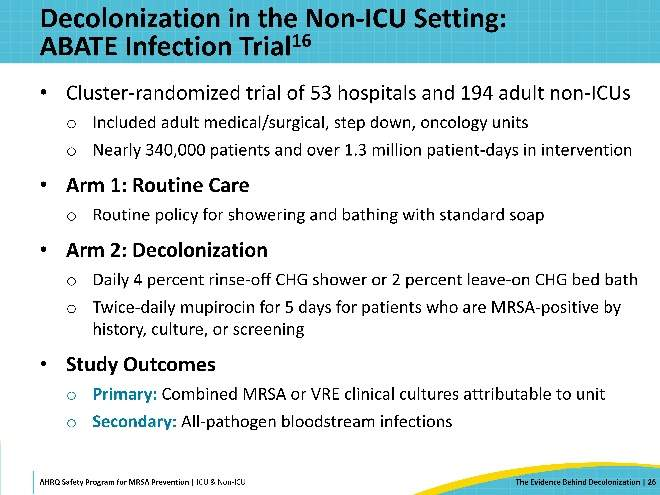 Decolonization in the Non-ICU Setting:
ABATE Infection Trial16
• Cluster-randomized trial of 53 hospitals and 194 adult non-ICUs
o Included adult medical/surgical, step down, oncology units
o Nearly 340,000 patients and over 1.3 million patient-days in intervention
• Arm 1: Routine Care
o Routine policy for showering and bathing with standard soap
• Arm 2: Decolonization
o Daily 4 percent rinse-off CHG shower or 2 percent leave-on CHG bed bath
o Twice-daily mupirocin for 5 days for patients who are MRSA-positive by
history, culture, or screening
• Study Outcomes
o Primary: Combined MRSA or VRE clinical cultures attributable to unit
o Secondary: All-pathogen bloodstream infections
AHRQ Safety Program for MRSA Prevention | ICU & Non-ICU
The Evidence Behind Decolonization | 26